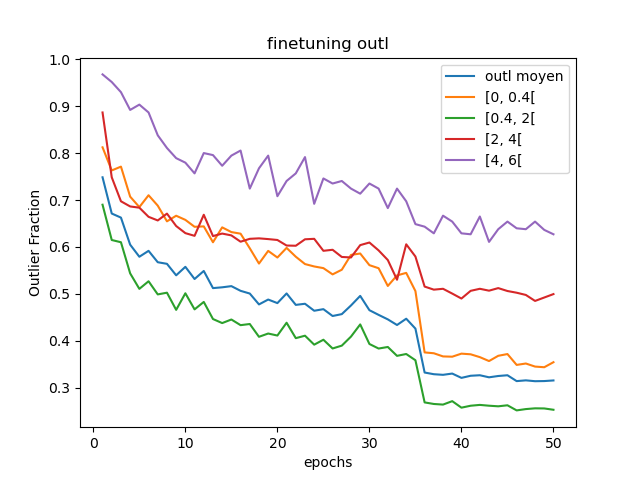 finetuning outl
outl moyen
[0, 0.4[
[0.4, 2[
[2, 4[
[4, 6[
Outlier Fraction
1.0
0.9
0.8
0.7
0.6
0.5
0.4
0.3
0 10 20 30 40 50
epochs